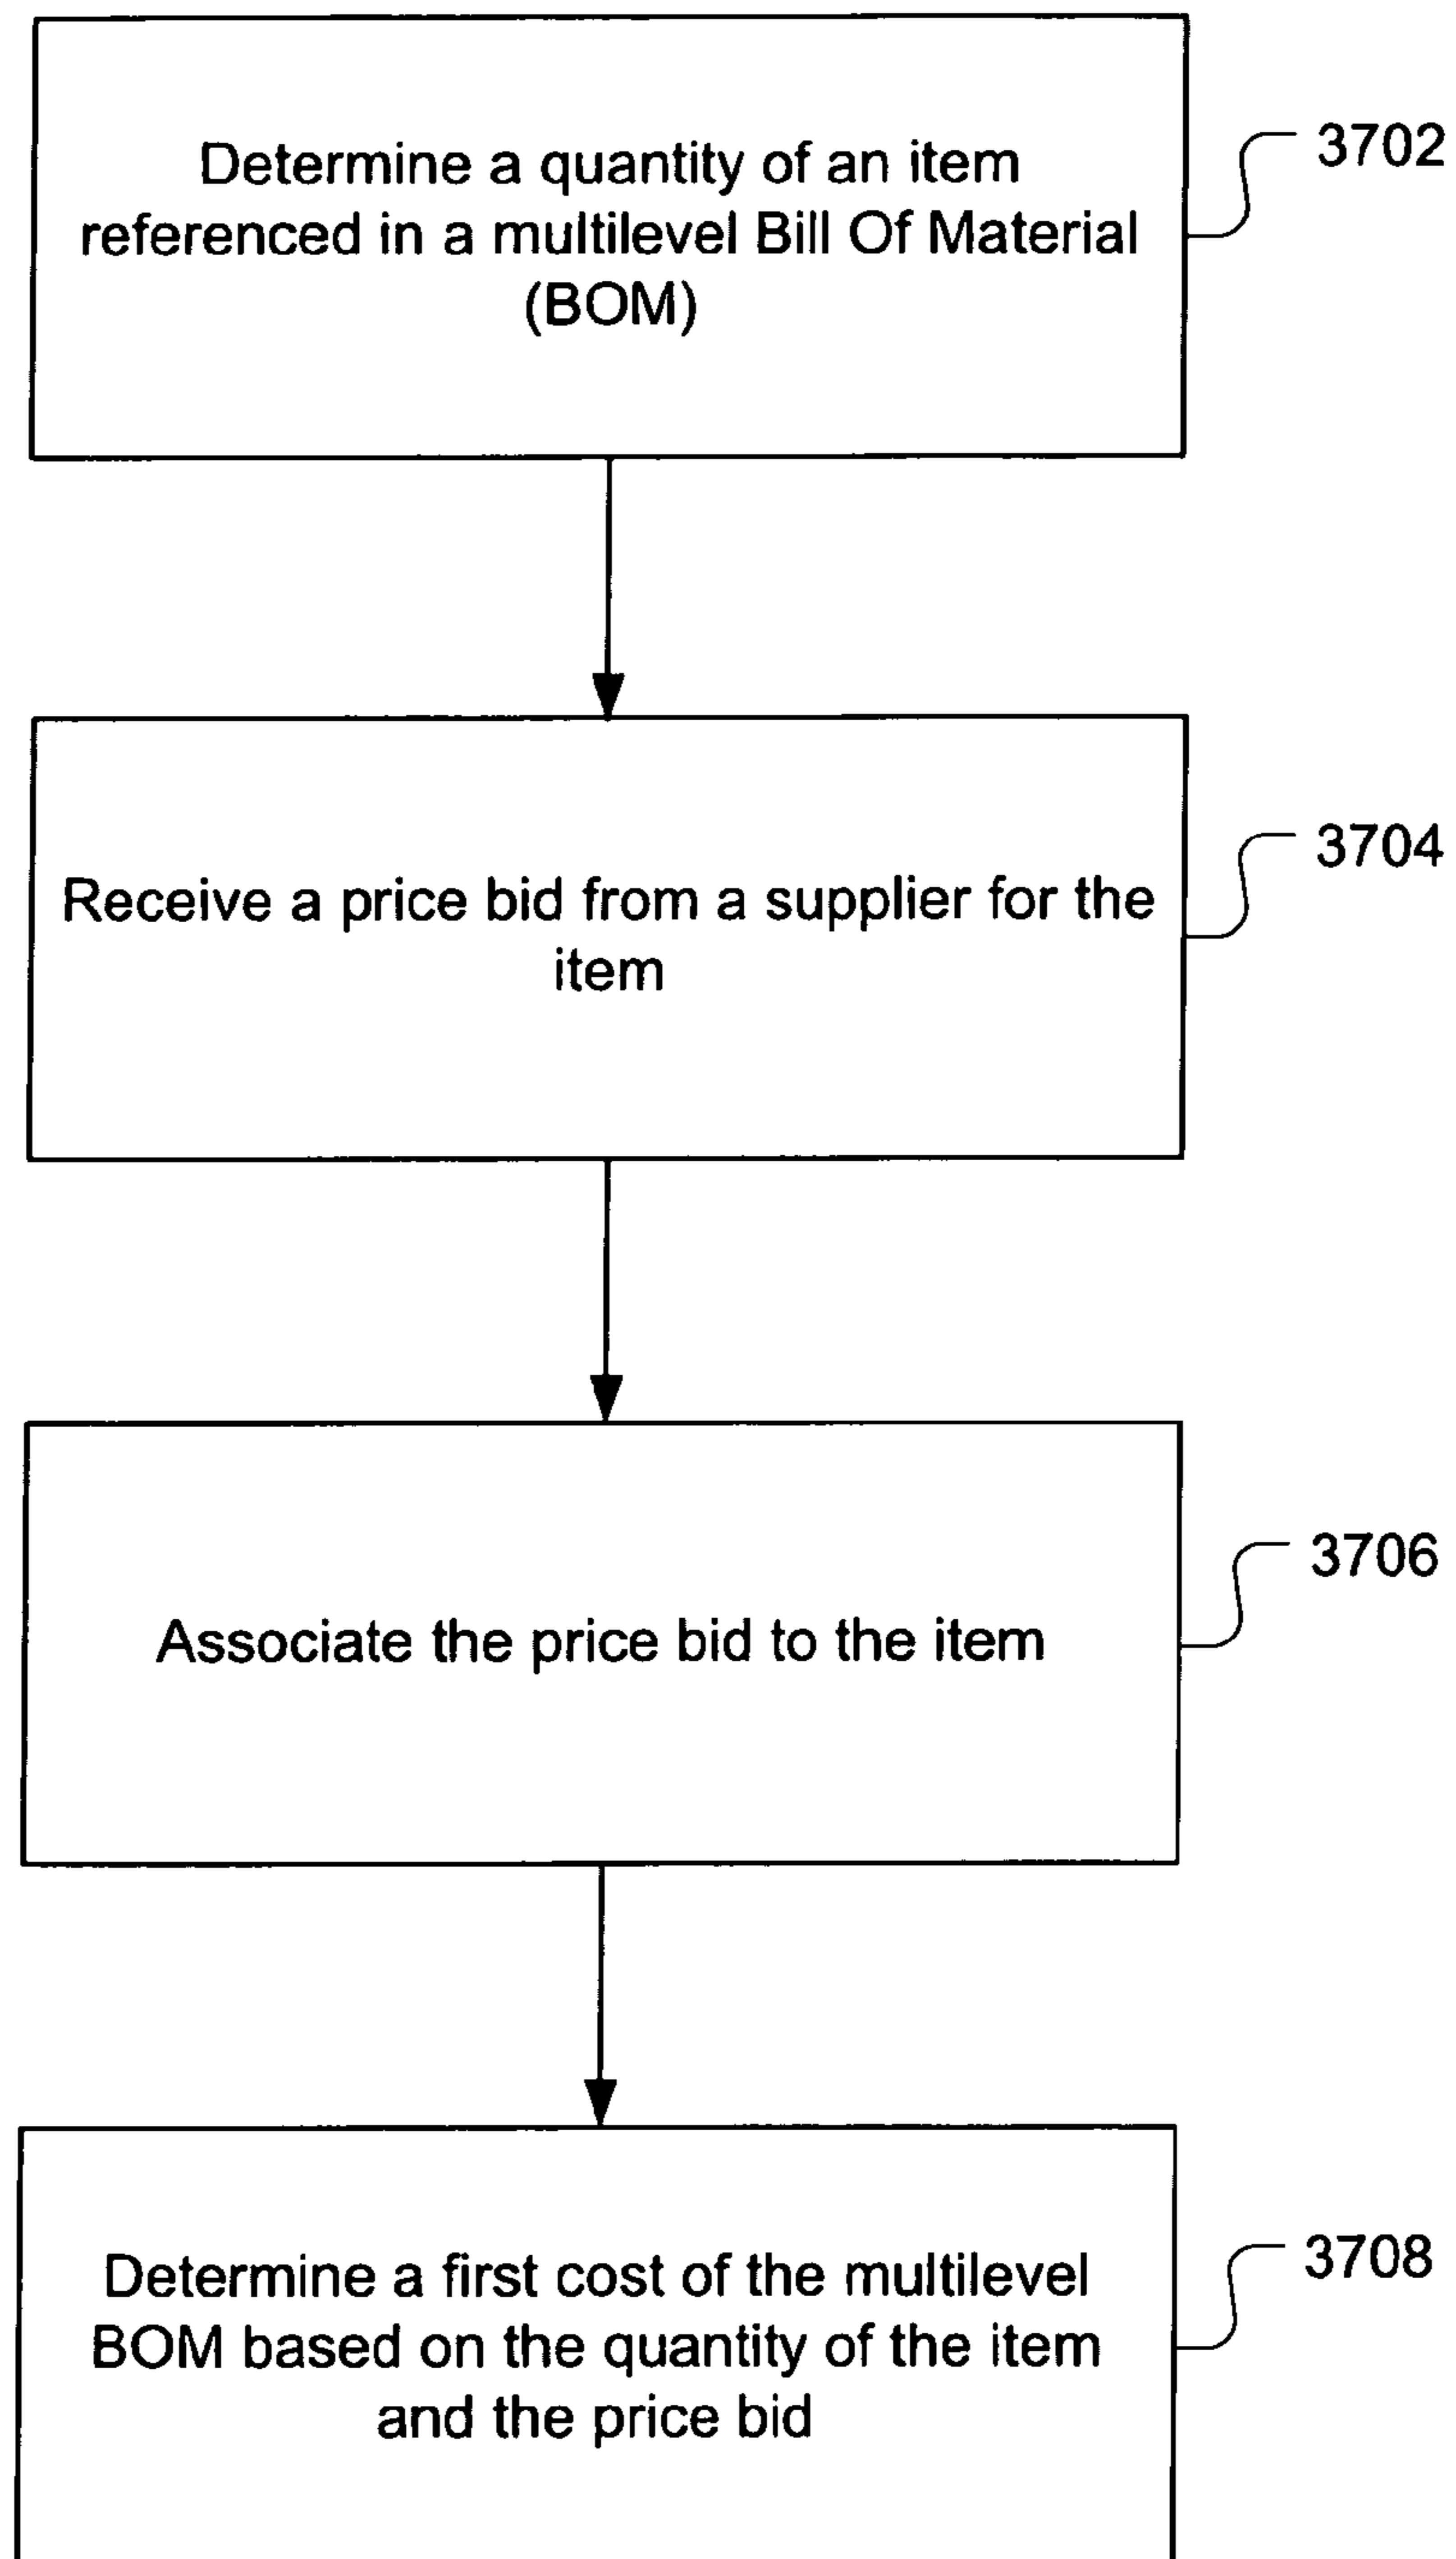 Determine a quantity of an item
referenced in a multilevel Bill Of Material
(BOM)
3702
Receive a price bid from a supplier for the
item
3704
Associate the price bid to the item
3706
Determine a first cost of the multilevel
BOM based on the quantity of the item
and the price bid
3708